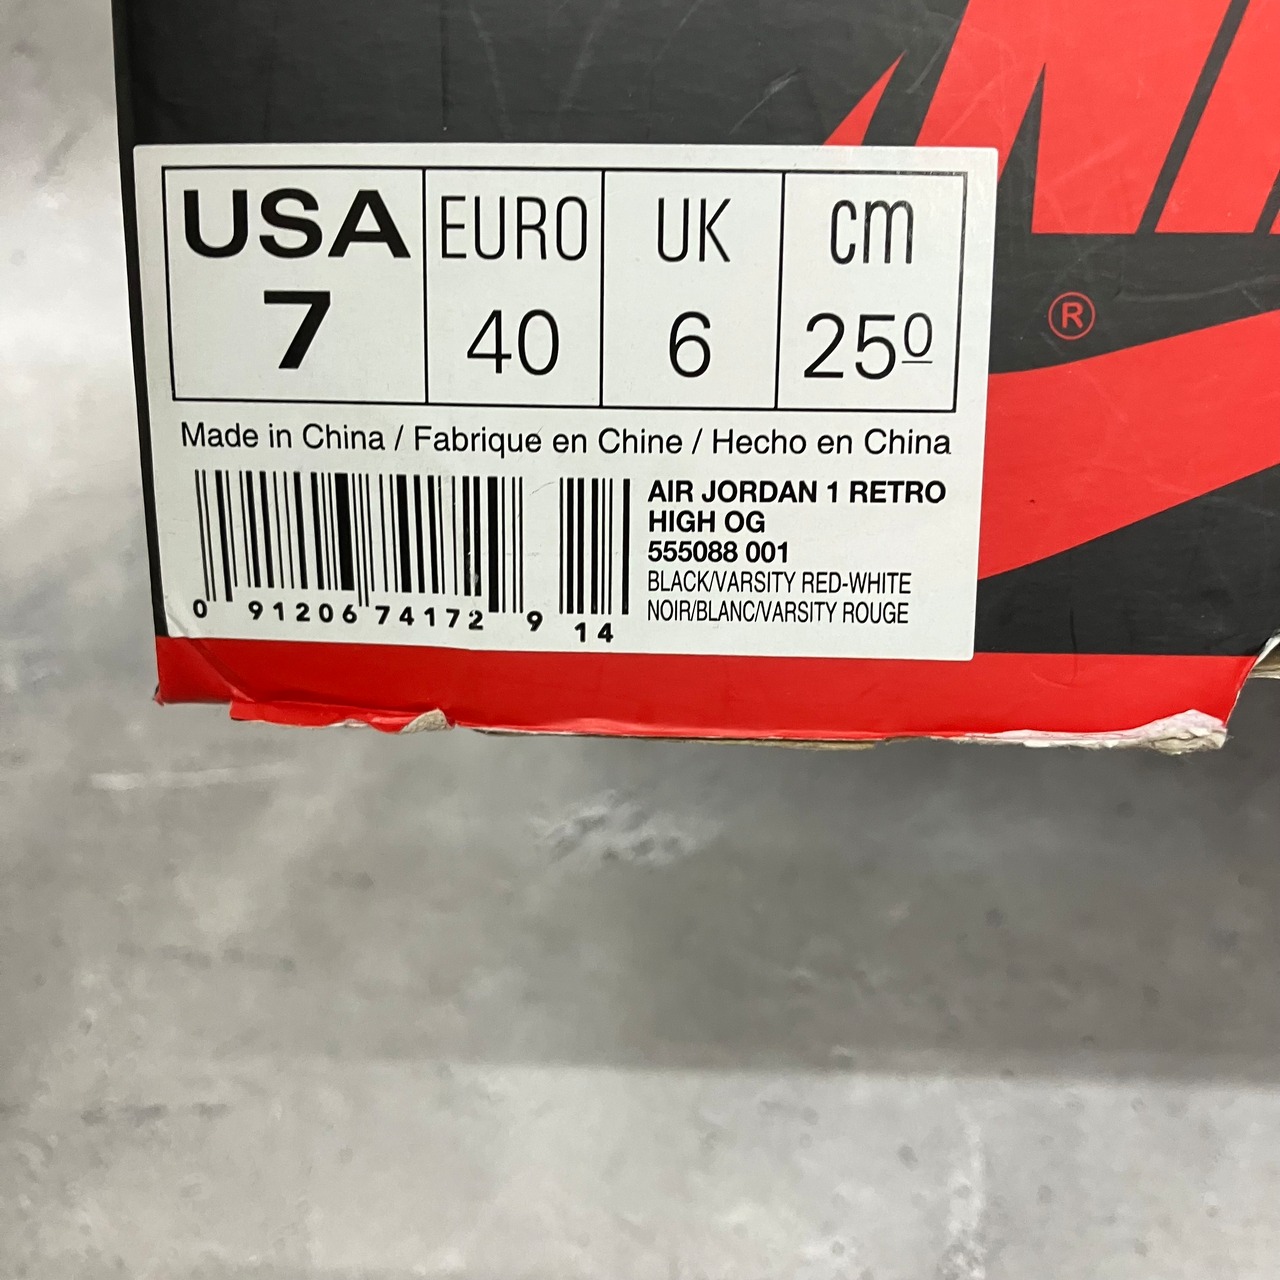 USA EURO UK cm
7 40 6 25⁰
Made in China / Fabrique en Chine / Hecho en China
AIR JORDAN 1 RETRO
HIGH OG
555088 001
BLACK/VARSITY RED-WHITE
NOIR/BLANC/VARSITY ROUGE
0 91206 74172 9 14
®